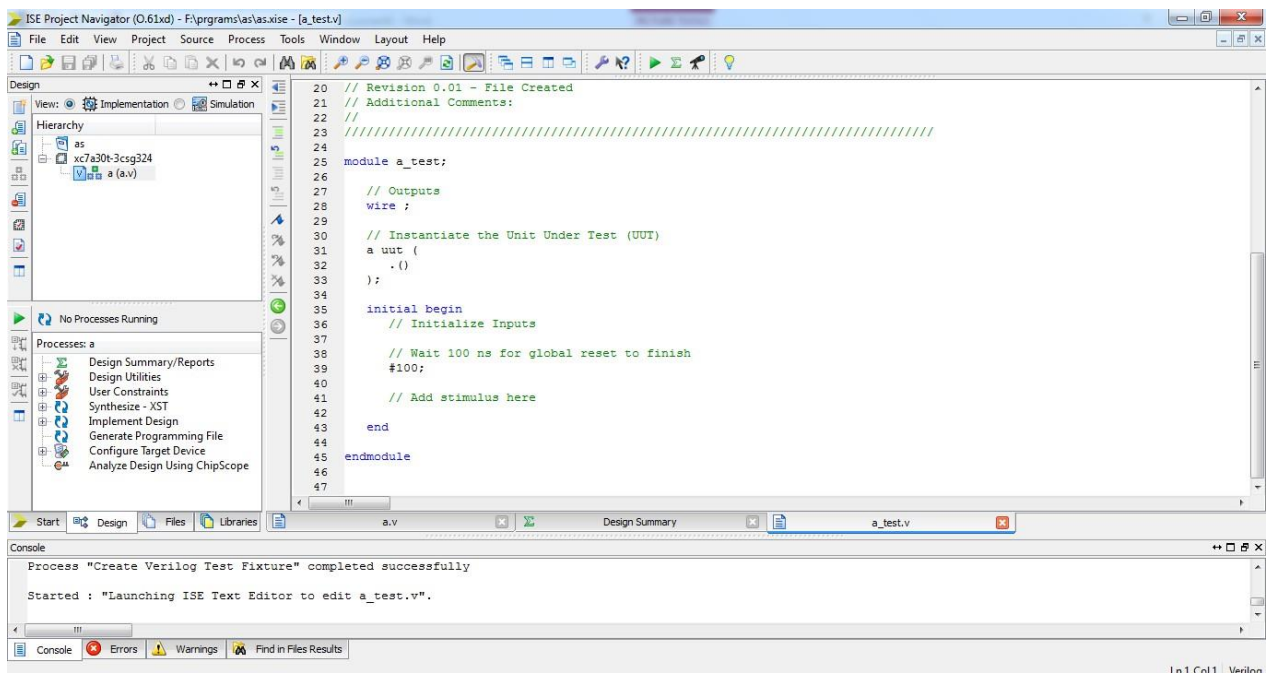 ISE Project Navigator (O.61xd) - F:\prgrams\as\as.xise - [a_test.v]
File Edit View Project Source Process Tools Window Layout Help
Design
View: Implementation Simulation
Hierarchy
as
xc7a30t-3csg324
a (a.v)
No Processes Running
Processes: a
Design Summary/Reports
Design Utilities
User Constraints
Synthesize - XST
Implement Design
Generate Programming File
Configure Target Device
Analyze Design Using ChipScope
Start Design Files Libraries
20 // Revision 0.01 - File Created
21 // Additional Comments:
22 //
23 ////////////////////////////////////////////////////////////////////////////////
24
25 module a_test;
26
27 // Outputs
28 wire ;
29
30 // Instantiate the Unit Under Test (UUT)
31 a uut (
32 .()
33 );
34
35 initial begin
36 // Initialize Inputs
37
38 // Wait 100 ns for global reset to finish
39 #100;
40
41 // Add stimulus here
42
43 end
44
45 endmodule
46
47
a.v Design Summary a_test.v
Console
Process "Create Verilog Test Fixture" completed successfully
Started : "Launching ISE Text Editor to edit a_test.v".
Console Errors Warnings Find in Files Results
Ln 1 Col 1 Verilog